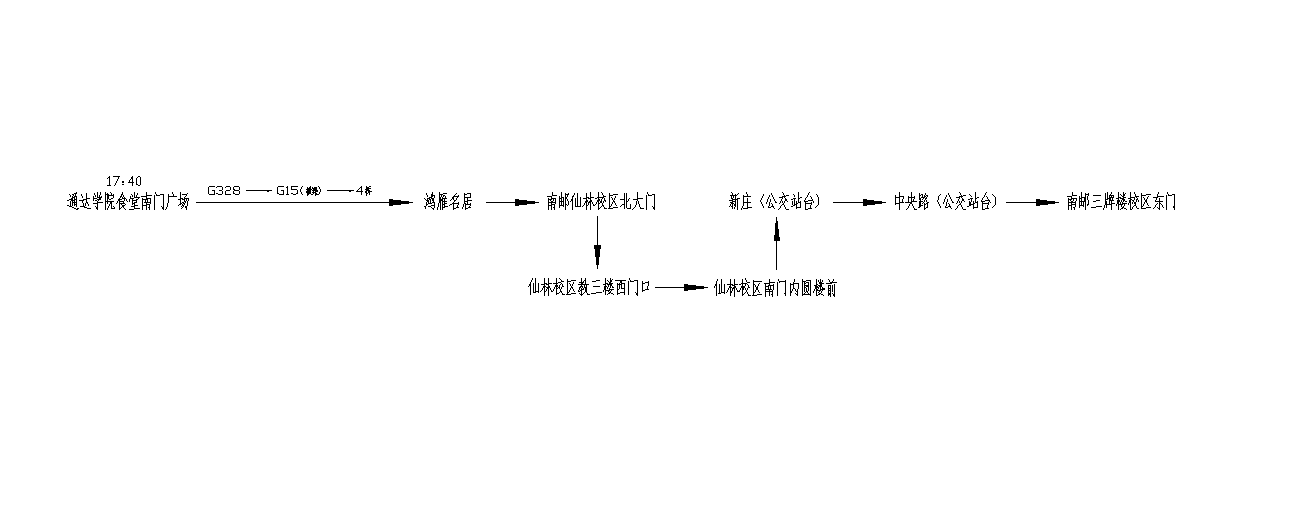 17:40
通达学院食堂南门广场
G328 G15( ) 4桥
鸿雁名居
南邮仙林校区北大门
仙林校区教三楼西门口
仙林校区南门内圆楼前
新庄（公交站台）
中央路（公交站台）
南邮三牌楼校区东门